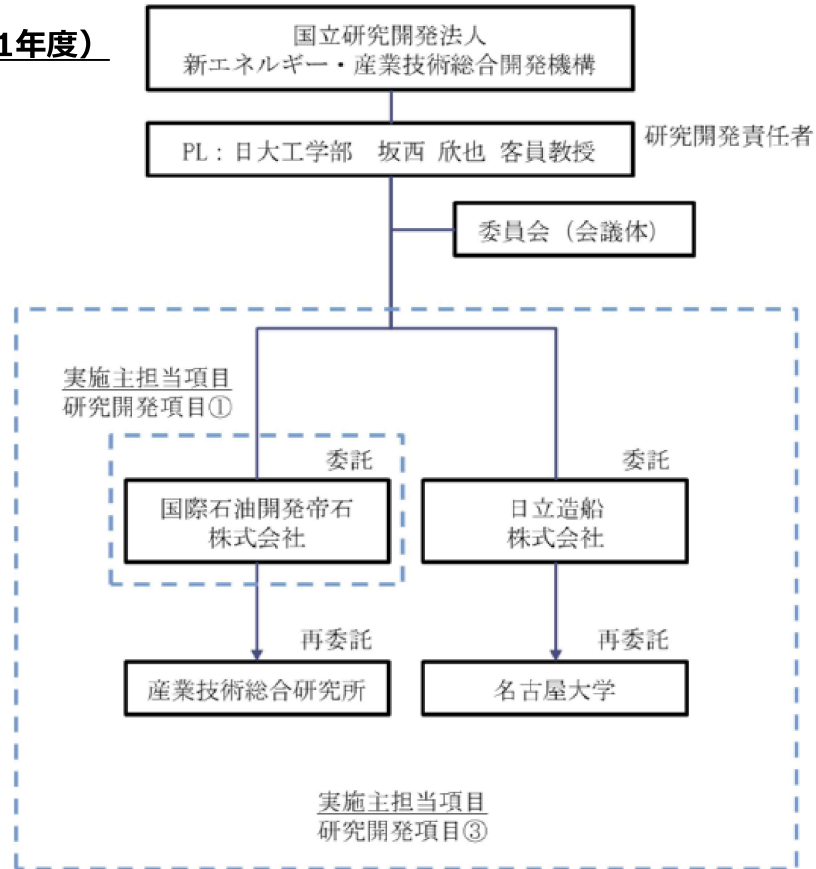 1年度）
国立研究開発法人
新エネルギー・産業技術総合開発機構
PL：日大工学部　坂西 欣也 客員教授
研究開発責任者
委員会（会議体）
実施主担当項目
研究開発項目①
委託
国際石油開発帝石
株式会社
委託
日立造船
株式会社
再委託
産業技術総合研究所
再委託
名古屋大学
実施主担当項目
研究開発項目③